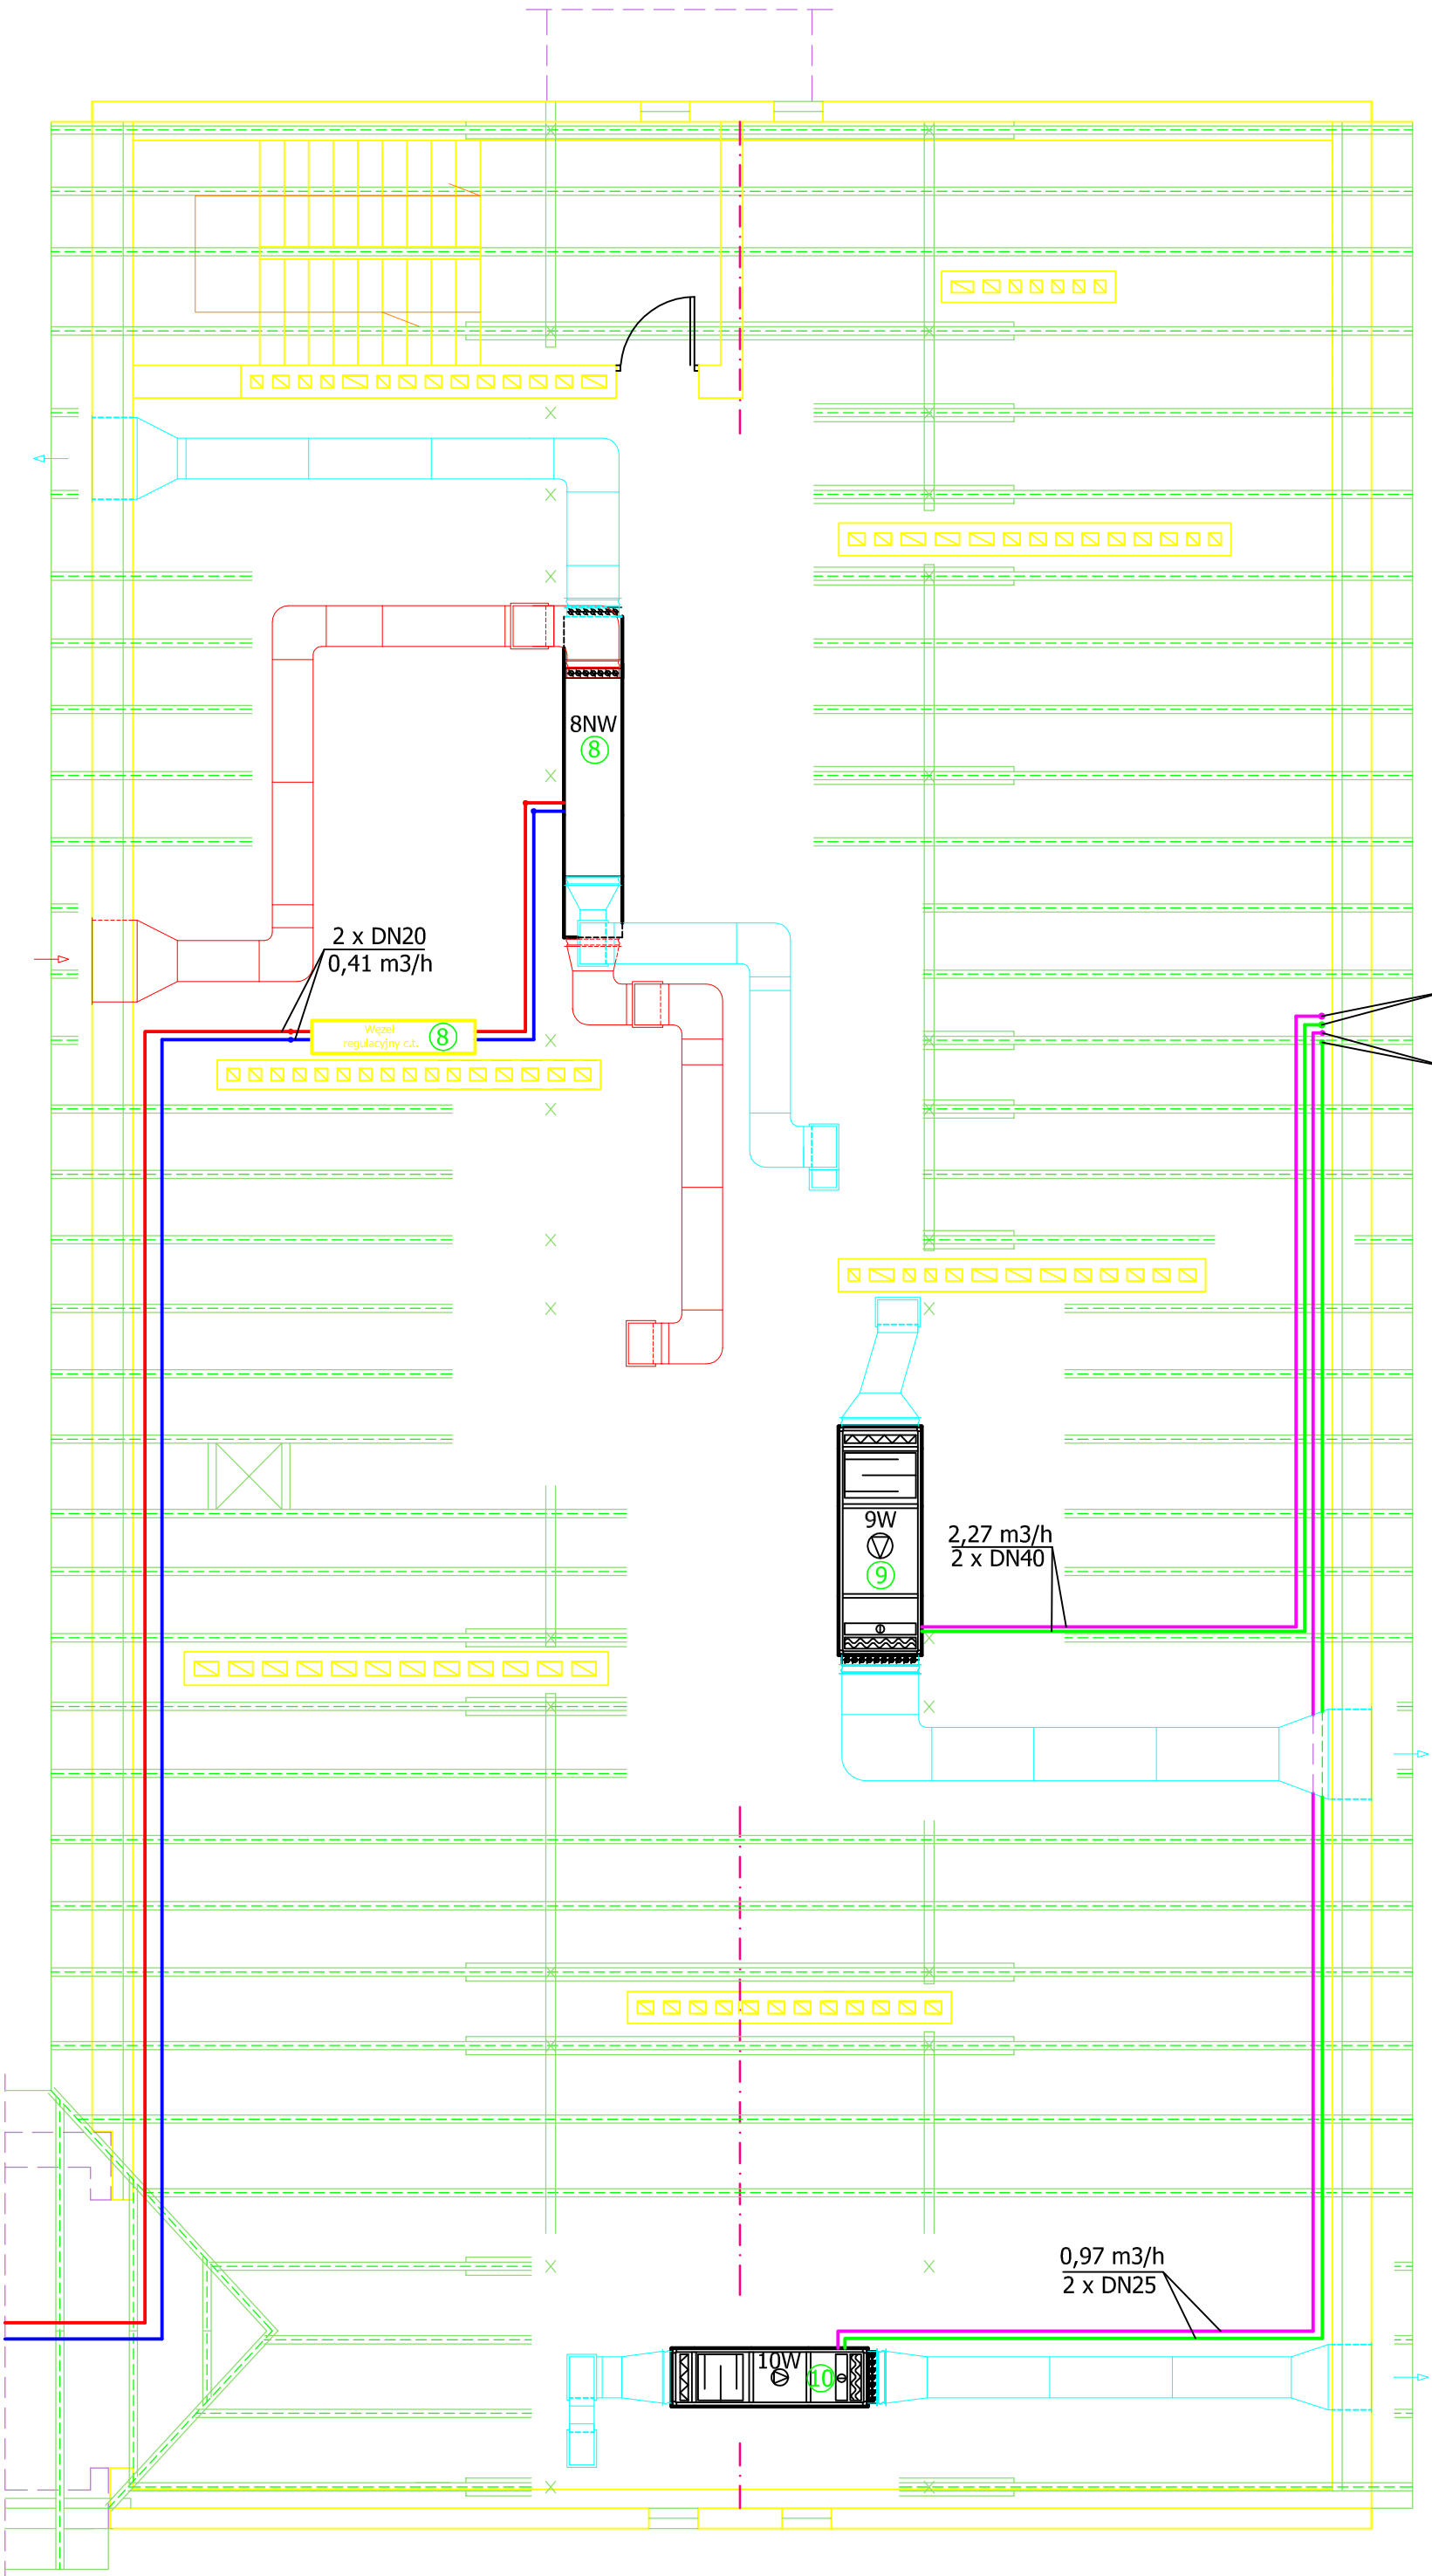 8NW
8
2 x DN20
0,41 m3/h
Węzeł
regulacyjny c.t.
8
9W
9
2,27 m3/h
2 x DN40
0,97 m3/h
2 x DN25
10W
10